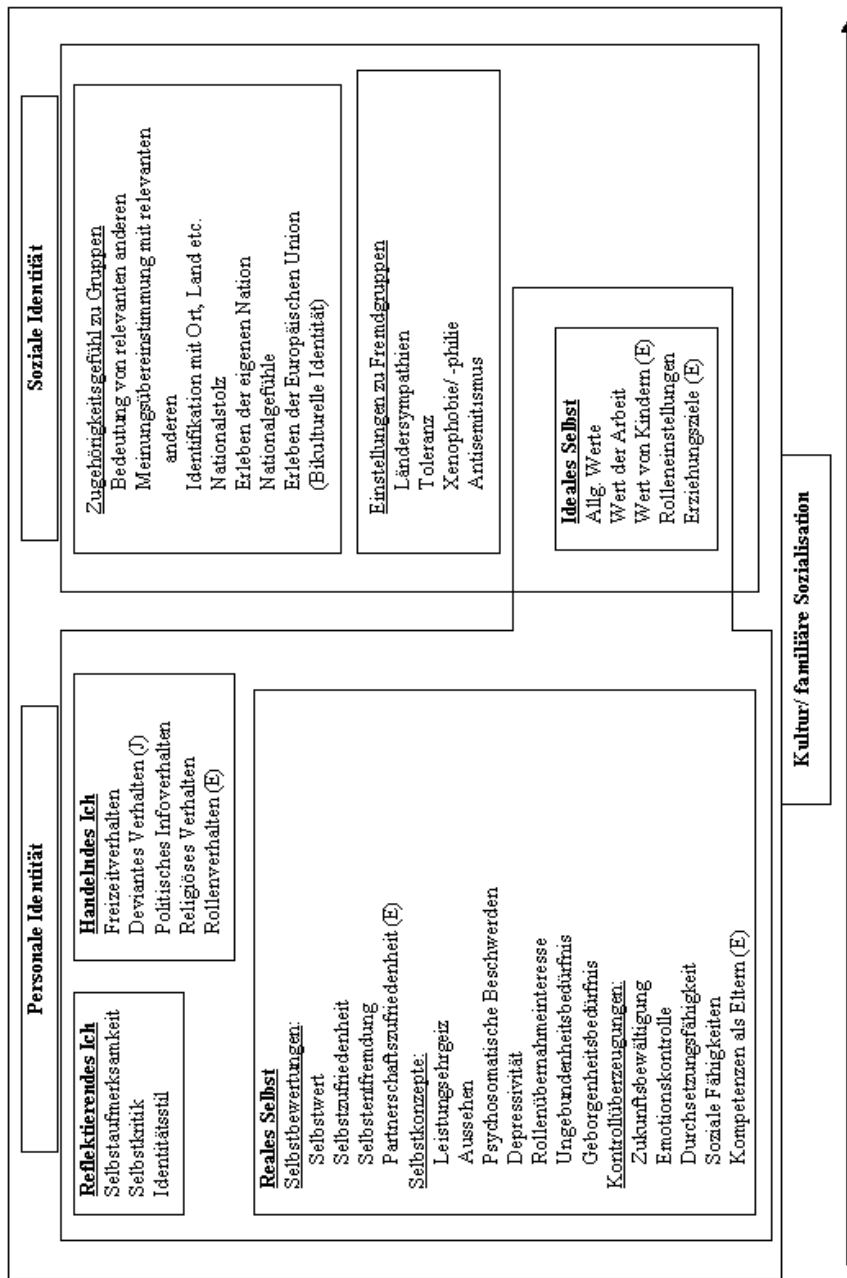 Personale Identität
Soziale Identität
Reflektierendes Ich
Selbstaufmerksamkeit
Selbstkritik
Identitätsstil
Handelndes Ich
Freizeitverhalten
Deviantes Verhalten (J)
Politisches Infoverhalten
Religiöses Verhalten
Rollenverhalten (E)
Reales Selbst
Selbstbewertungen:
Selbstwert
Selbstzufriedenheit
Selbstentfremdung
Partnerschaftszufriedenheit (E)
Selbstkonzepte:
Leistungsehrgeiz
Aussehen
Psychosomatische Beschwerden
Depressivität
Rollenübernahmeinteresse
Ungebundenheitsbedürfnis
Geborgenheitsbedürfnis
Kontrollüberzeugungen:
Zukunftsbewältigung
Emotionskontrolle
Durchsetzungsfähigkeit
Soziale Fähigkeiten
Kompetenzen als Eltern (E)
Zugehörigkeitsgefühl zu Gruppen
Bedeutung von relevanten anderen
Meinungsübereinstimmung mit relevanten
anderen
Identifikation mit Ort, Land etc.
Nationalstolz
Erleben der eigenen Nation
Nationalgefühle
Erleben der Europäischen Union
(Bikulturelle Identität)
Einstellungen zu Fremdgruppen
Ländersympathien
Toleranz
Xenophobie/ -philie
Antisemitismus
Ideales Selbst
Allg. Werte
Wert der Arbeit
Wert von Kindern (E)
Rolleneinstellungen
Erziehungsziele (E)
Kultur/ familiäre Sozialisation